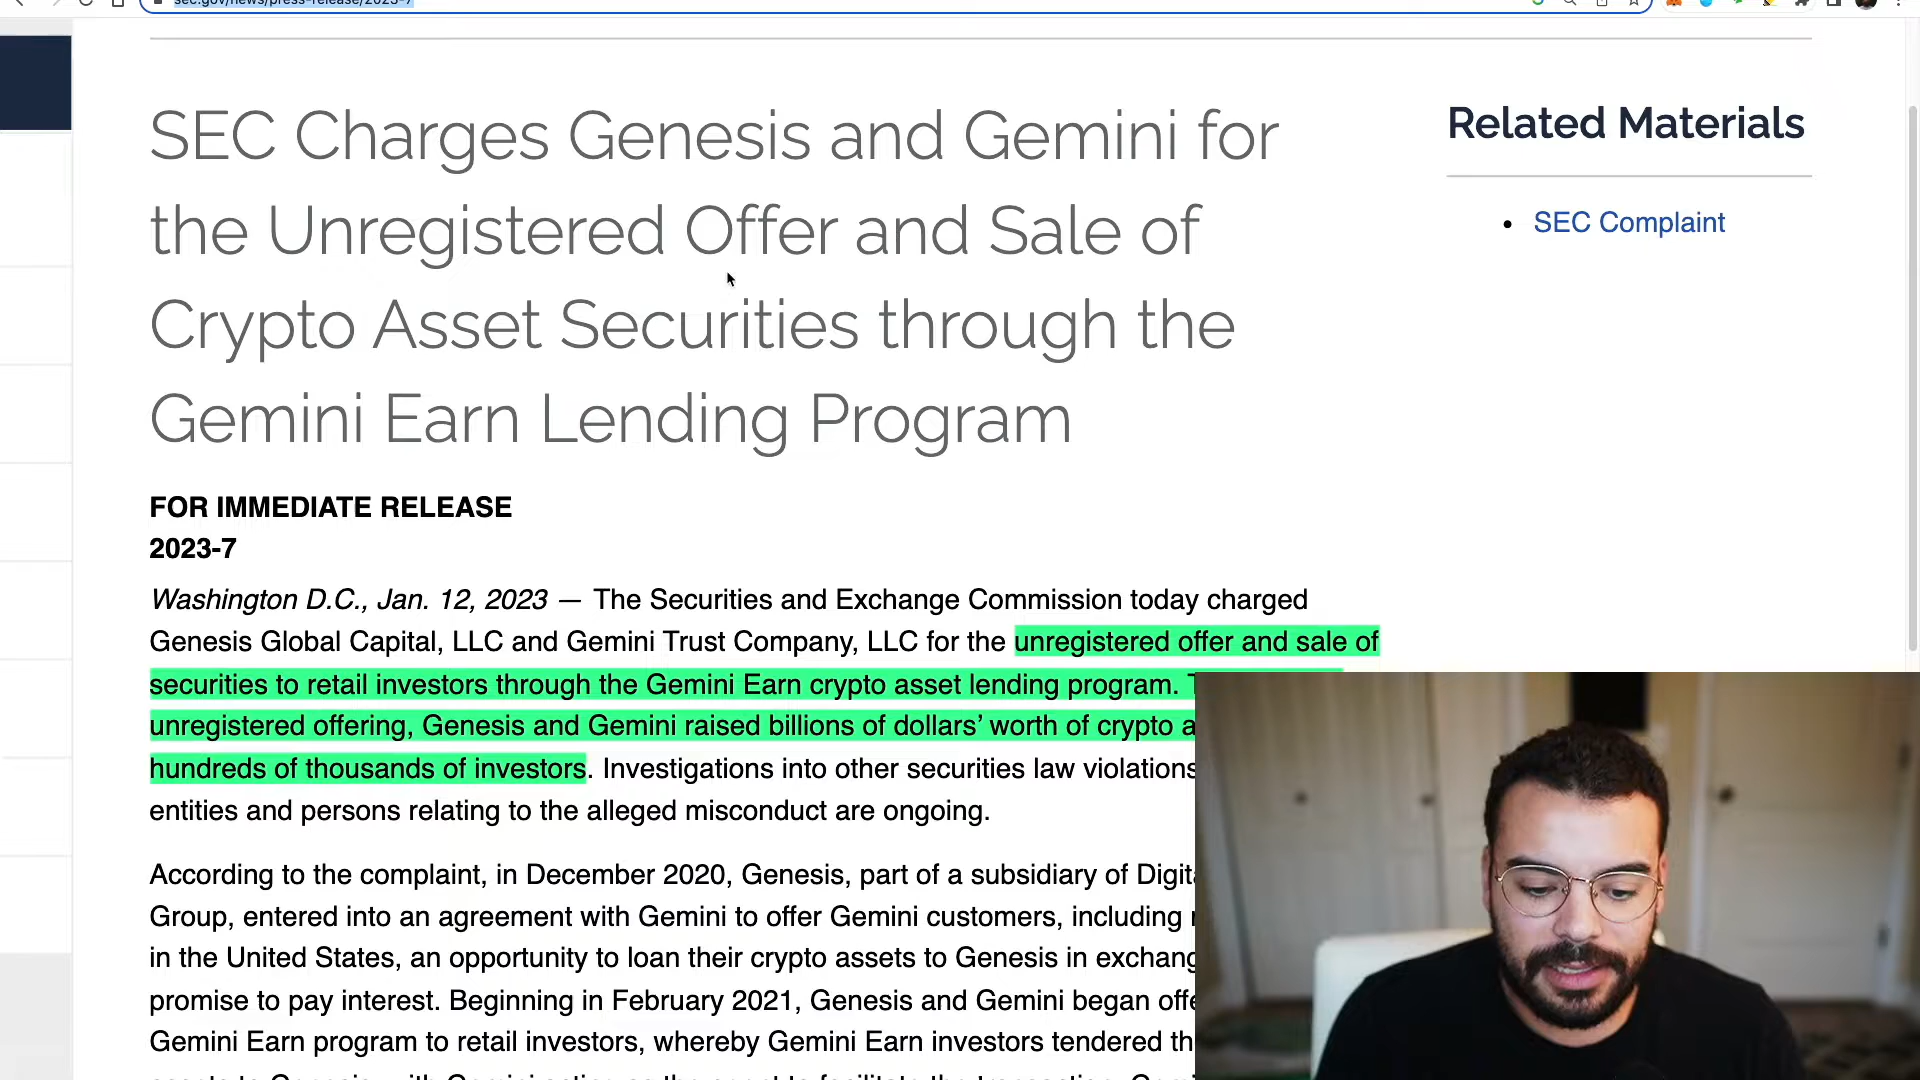 sec.gov/news/press-release/2023-7
SEC Charges Genesis and Gemini for
the Unregistered Offer and Sale of
Crypto Asset Securities through the
Gemini Earn Lending Program
Related Materials
• SEC Complaint
FOR IMMEDIATE RELEASE
2023-7
Washington D.C., Jan. 12, 2023 — The Securities and Exchange Commission today charged
Genesis Global Capital, LLC and Gemini Trust Company, LLC for the unregistered offer and sale of
securities to retail investors through the Gemini Earn crypto asset lending program.
unregistered offering, Genesis and Gemini raised billions of dollars’ worth of crypto
hundreds of thousands of investors. Investigations into other securities law violations
entities and persons relating to the alleged misconduct are ongoing.
According to the complaint, in December 2020, Genesis, part of a subsidiary of
Group, entered into an agreement with Gemini to offer Gemini customers, including
in the United States, an opportunity to loan their crypto assets to Genesis in
promise to pay interest. Beginning in February 2021, Genesis and Gemini began
Gemini Earn program to retail investors, whereby Gemini Earn investors tendered